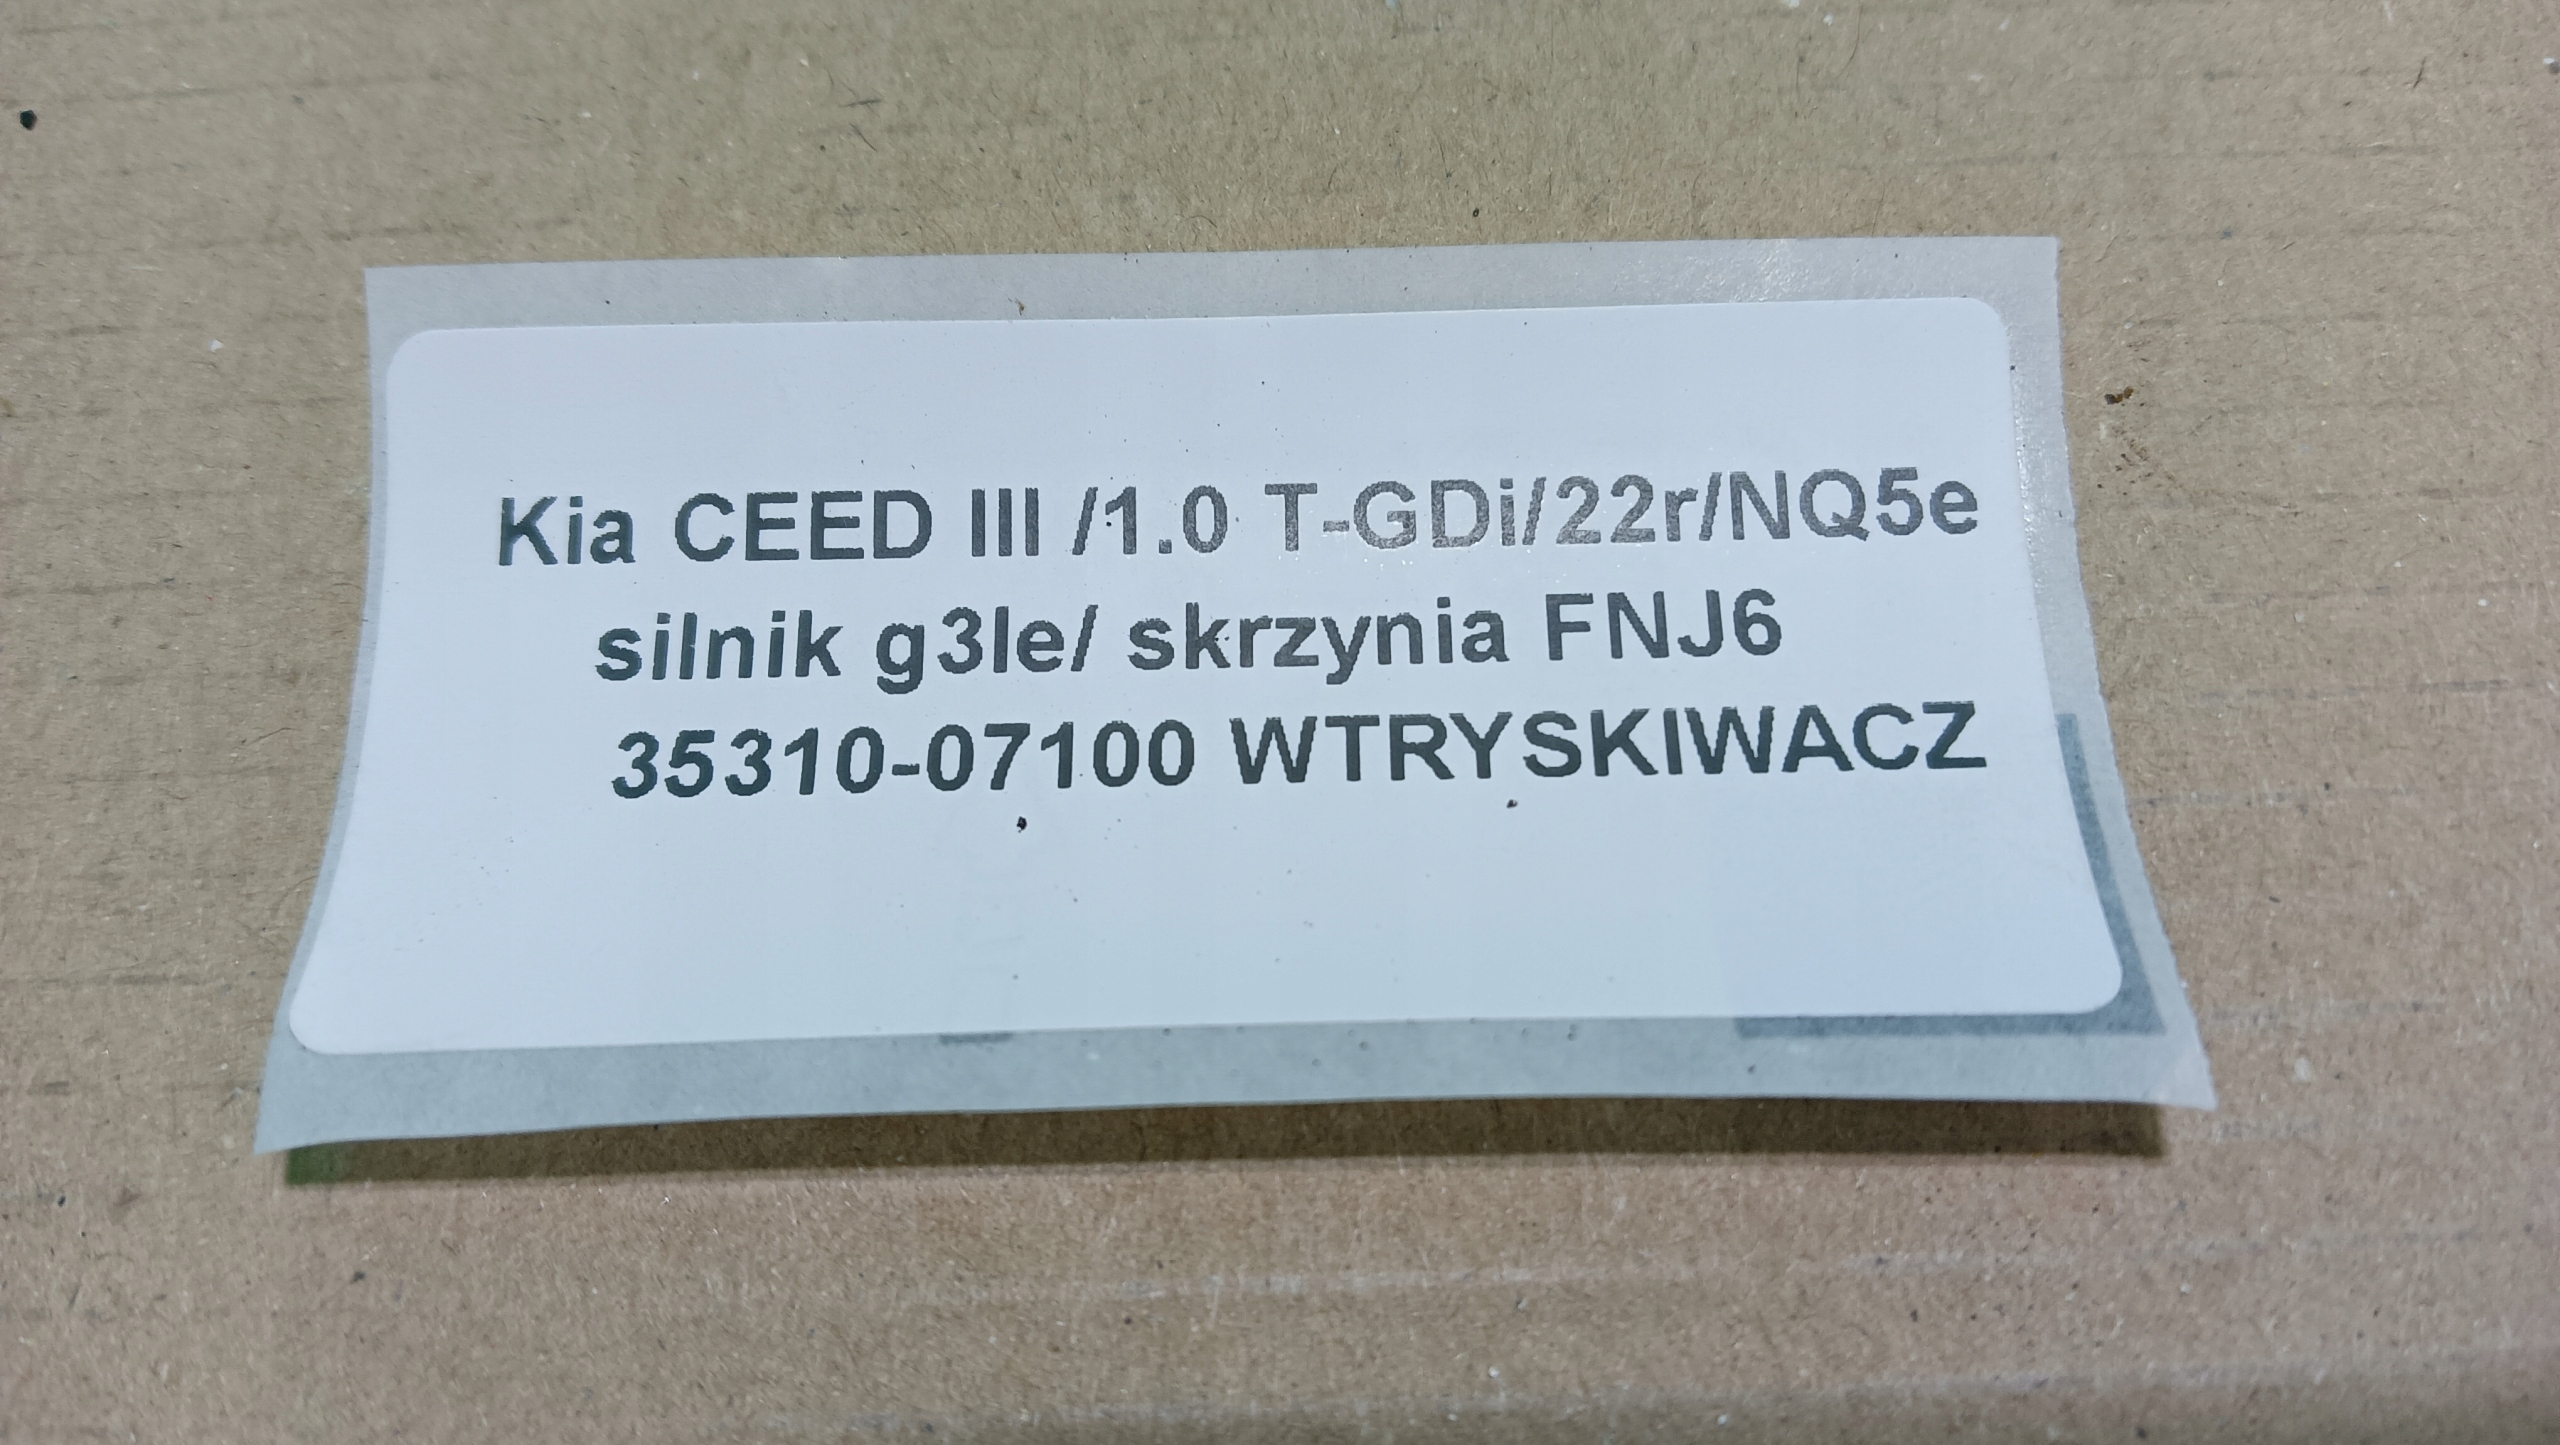 Kia CEED III /1.0 T-GDi/22r/NQ5e
silnik g3le/ skrzynia FNJ6
35310-07100 WTRYSKIWACZ